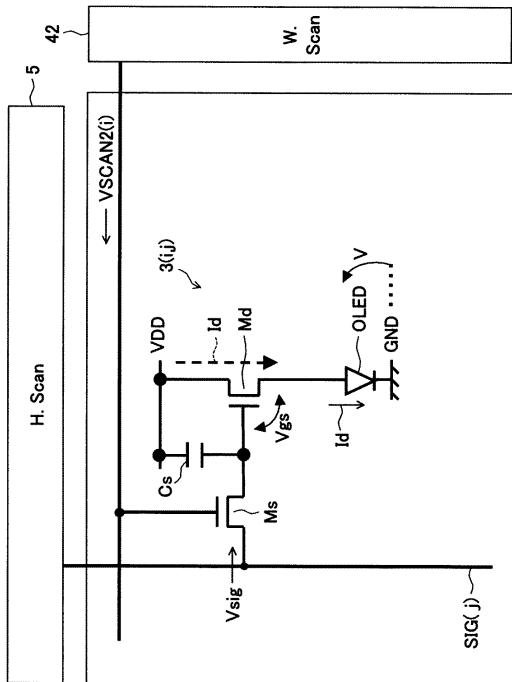 5
H. Scan
42
W.
Scan
VSCAN2(i)
3(i,j)
VDD
Id
Cs
Md
Vgs
Ms
Vsig
OLED
V
Id
GND
SIG( j)